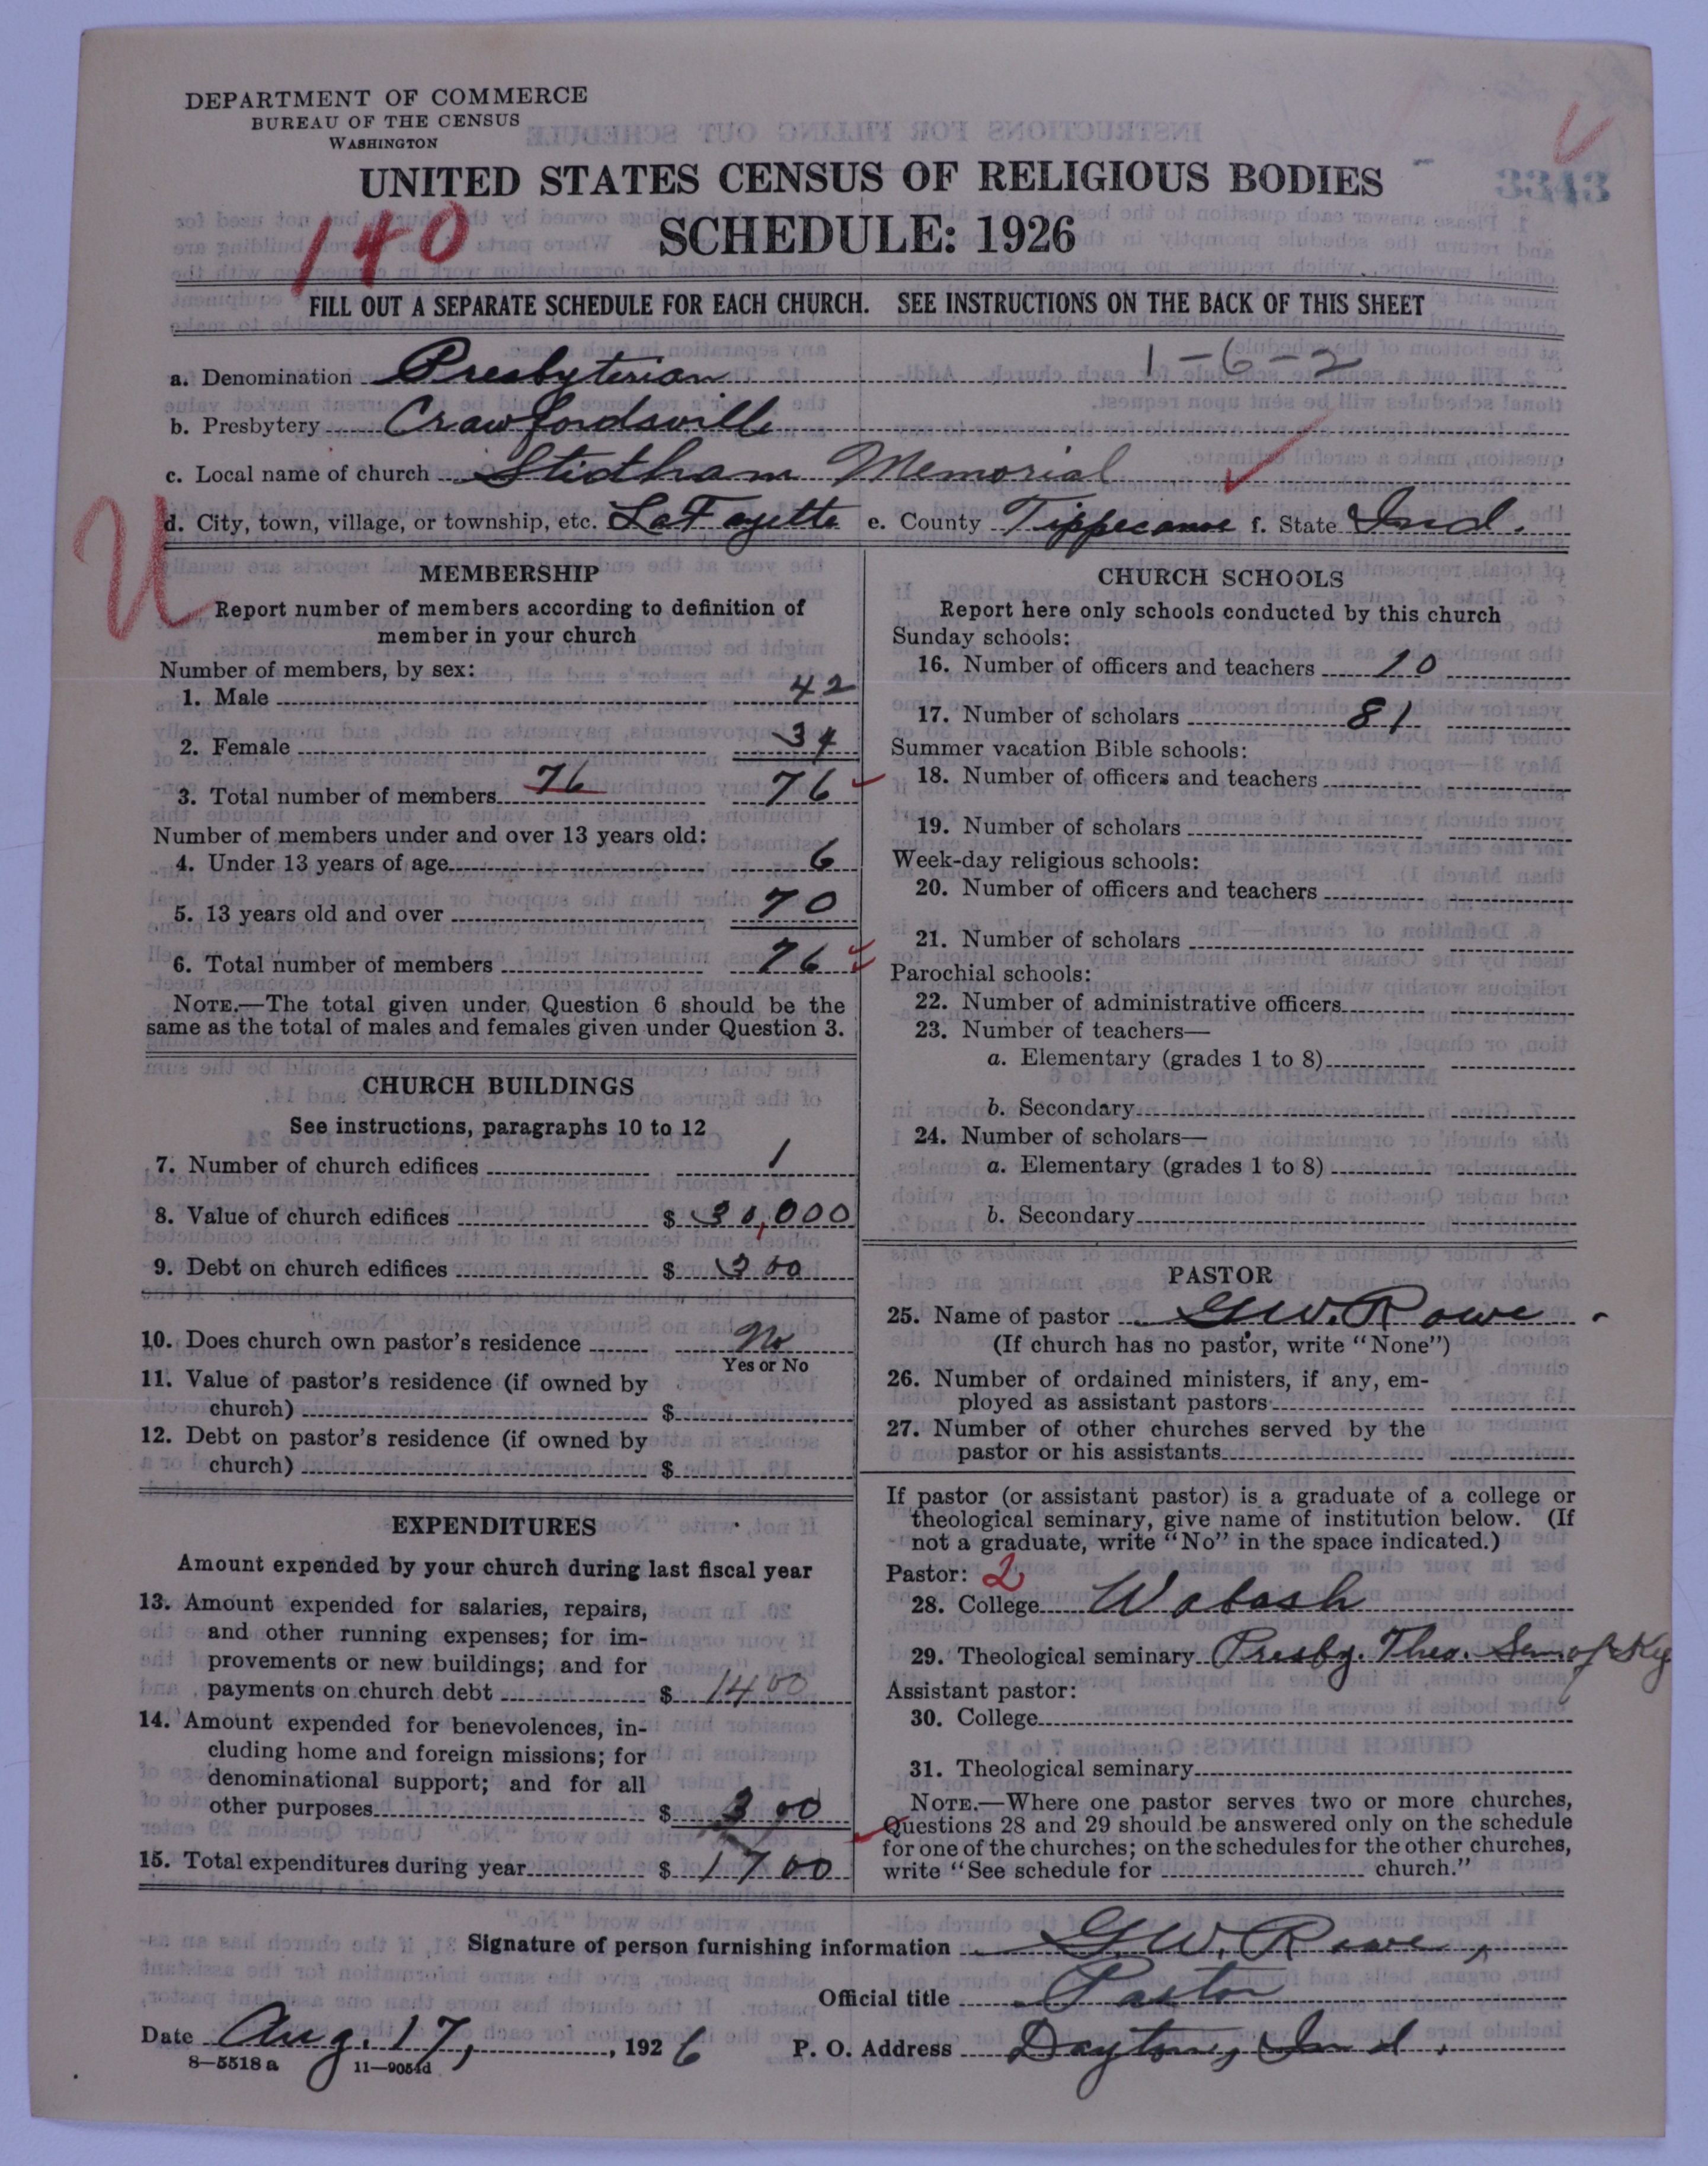 DEPARTMENT OF COMMERCE
BUREAU OF THE CENSUS
WASHINGTON
UNITED STATES CENSUS OF RELIGIOUS BODIES
3343
SCHEDULE: 1926
140
FILL OUT A SEPARATE SCHEDULE FOR EACH CHURCH. SEE INSTRUCTIONS ON THE BACK OF THIS SHEET
a. Denomination Presbyterian 1-6-2
b. Presbytery Crawfordsville
c. Local name of church Stidham Memorial
d. City, town, village, or township, etc. LaFayette e. County Tippecanoe f. State Ind.
U
MEMBERSHIP
Report number of members according to definition of
member in your church
Number of members, by sex:
1. Male 42
2. Female 34
3. Total number of members 76 76
Number of members under and over 13 years old:
4. Under 13 years of age 6
5. 13 years old and over 70
6. Total number of members 76
NOTE.—The total given under Question 6 should be the
same as the total of males and females given under Question 3.
CHURCH BUILDINGS
See instructions, paragraphs 10 to 12
7. Number of church edifices 1
8. Value of church edifices $ 30,000
9. Debt on church edifices $ 300
10. Does church own pastor's residence No
Yes or No
11. Value of pastor's residence (if owned by
church) $
12. Debt on pastor's residence (if owned by
church) $
EXPENDITURES
Amount expended by your church during last fiscal year
13. Amount expended for salaries, repairs,
and other running expenses; for im-
provements or new buildings; and for
payments on church debt $ 1400
14. Amount expended for benevolences, in-
cluding home and foreign missions; for
denominational support; and for all
other purposes $ 300
15. Total expenditures during year $ 1700
CHURCH SCHOOLS
Report here only schools conducted by this church
Sunday schools:
16. Number of officers and teachers 10
17. Number of scholars 81
Summer vacation Bible schools:
18. Number of officers and teachers
19. Number of scholars
Week-day religious schools:
20. Number of officers and teachers
21. Number of scholars
Parochial schools:
22. Number of administrative officers
23. Number of teachers—
a. Elementary (grades 1 to 8)
b. Secondary
24. Number of scholars—
a. Elementary (grades 1 to 8)
b. Secondary
PASTOR
25. Name of pastor G.W. Rowe
(If church has no pastor, write "None")
26. Number of ordained ministers, if any, em-
ployed as assistant pastors
27. Number of other churches served by the
pastor or his assistants
If pastor (or assistant pastor) is a graduate of a college or
theological seminary, give name of institution below. (If
not a graduate, write "No" in the space indicated.)
Pastor: 2
28. College Wabash
29. Theological seminary Presby. Theo. Sem of Ky
Assistant pastor:
30. College
31. Theological seminary
NOTE.—Where one pastor serves two or more churches,
Questions 28 and 29 should be answered only on the schedule
for one of the churches; on the schedules for the other churches,
write "See schedule for church."
Signature of person furnishing information G.W. Rowe,
Official title Pastor
Date Aug. 17, , 1926 P. O. Address Dayton, Ind.
8—5518a 11—9054d